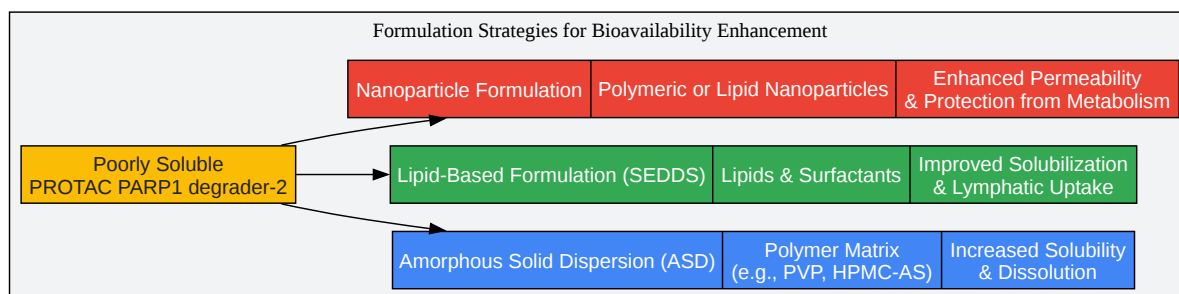 Formulation Strategies for Bioavailability Enhancement
Nanoparticle Formulation
Polymeric or Lipid Nanoparticles
Enhanced Permeability
& Protection from Metabolism
Poorly Soluble
PROTAC PARP1 degrader-2
Lipid-Based Formulation (SEDDS)
Lipids & Surfactants
Improved Solubilization
& Lymphatic Uptake
Amorphous Solid Dispersion (ASD)
Polymer Matrix
(e.g., PVP, HPMC-AS)
Increased Solubility
& Dissolution